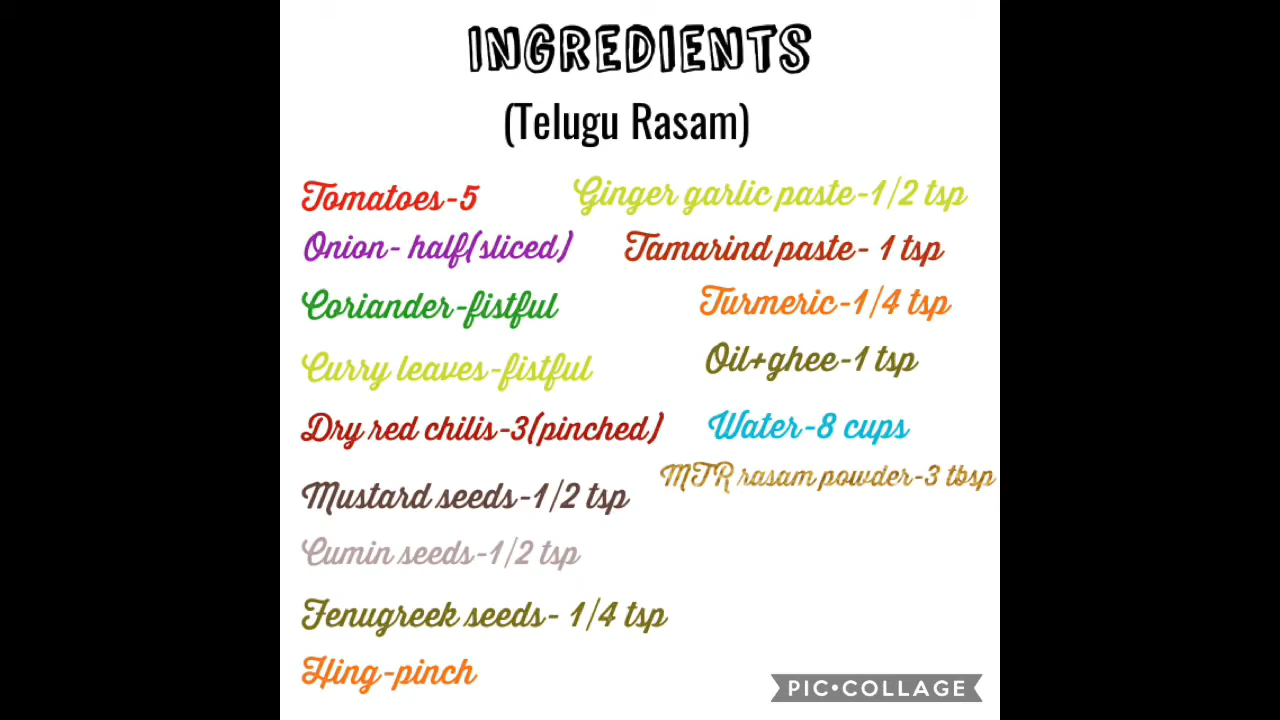 INGREDIENTS
(Telugu Rasam)
Tomatoes-5
Onion- half(sliced)
Coriander-fistful
Curry leaves-fistful
Dry red chilis-3(pinched)
Mustard seeds-1/2 tsp
Cumin seeds-1/2 tsp
Fenugreek seeds- 1/4 tsp
Hing-pinch
Ginger garlic paste-1/2 tsp
Tamarind paste- 1 tsp
Turmeric-1/4 tsp
Oil+ghee-1 tsp
Water-8 cups
MTR rasam powder-3 tbsp
PIC•COLLAGE